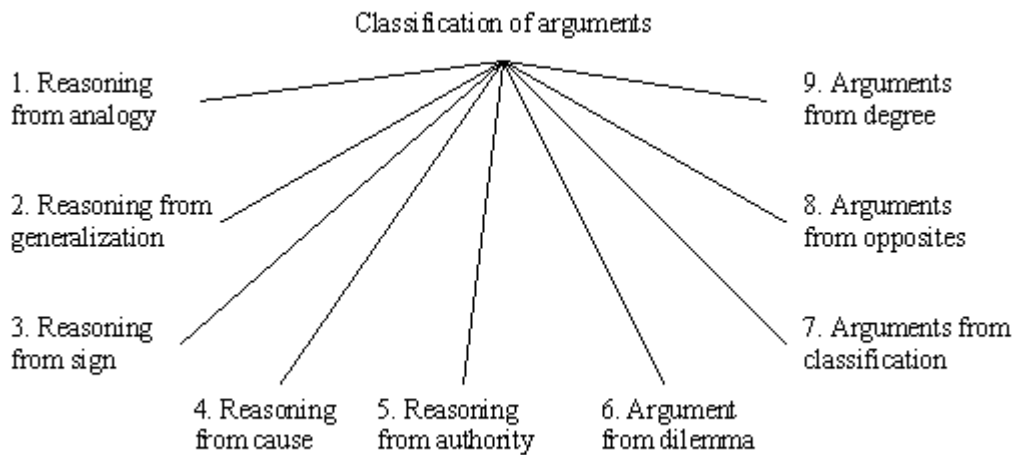 Classification of arguments
1. Reasoning
from analogy
2. Reasoning from
generalization
3. Reasoning
from sign
4. Reasoning
from cause
5. Reasoning
from authority
6. Argument
from dilemma
7. Arguments from
classification
8. Arguments
from opposites
9. Arguments
from degree